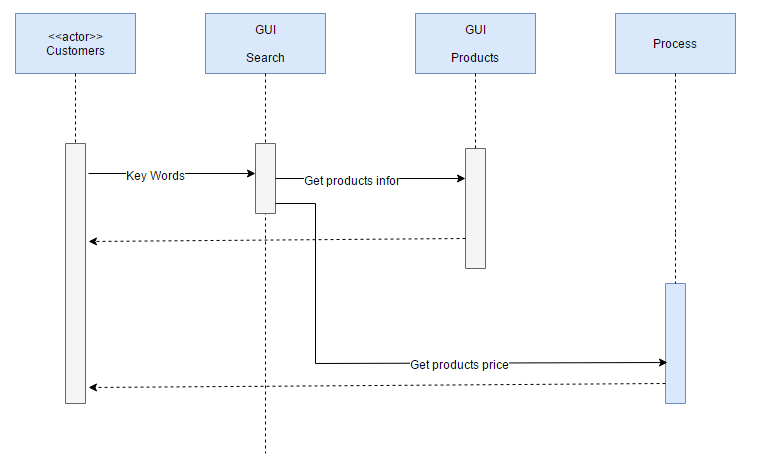 <<actor>>
Customers
GUI
Search
GUI
Products
Process
Key Words
Get products infor
Get products price